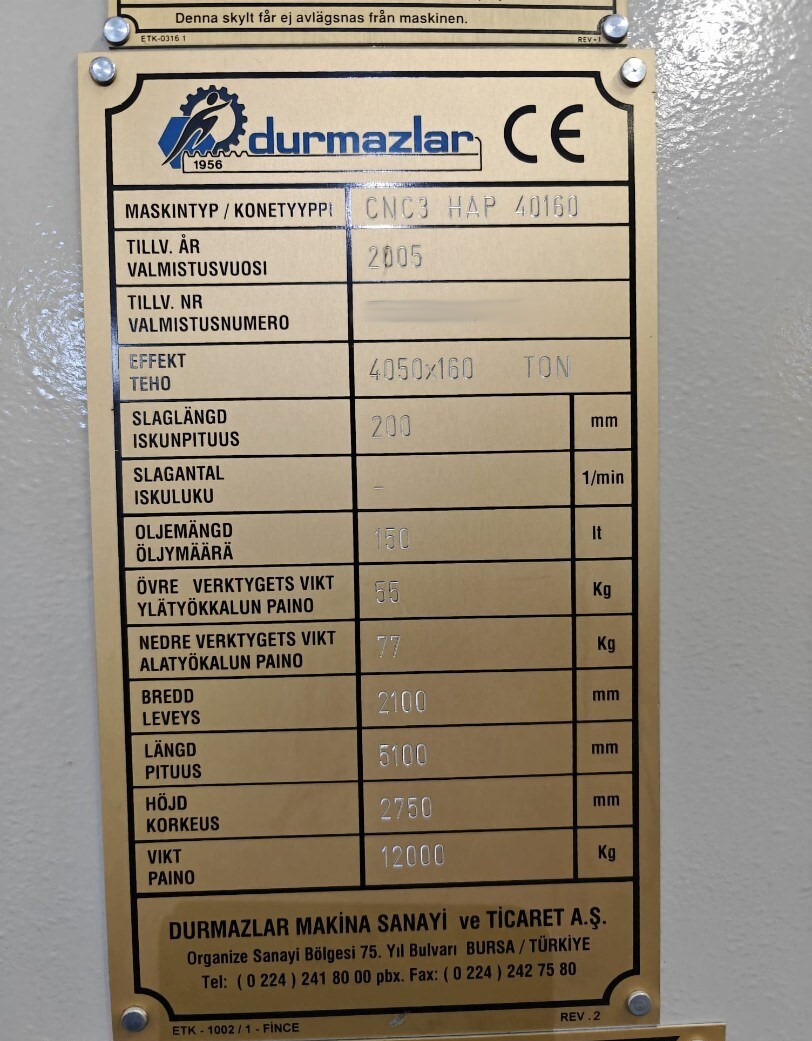 Denna skylt får ej avlägsnas från maskinen.
ETK-0316 1 REV-1
durmazlar CE
1956
MASKINTYP / KONETYYPPI CNC3 HAP 40160
TILLV. ÅR
VALMISTUSVUOSI 2005
TILLV. NR
VALMISTUSNUMERO
EFFEKT
TEHO 4050x160 TON
SLAGLÄNGD
ISKUNPITUUS 200 mm
SLAGANTAL
ISKULUKU - 1/min
OLJEMÄNGD
ÖLJYMÄÄRÄ 150 lt
ÖVRE VERKTYGETS VIKT
YLÄTYÖKKALUN PAINO 55 Kg
NEDRE VERKTYGETS VIKT
ALATYÖKALUN PAINO 77 Kg
BREDD
LEVEYS 2100 mm
LÄNGD
PITUUS 5100 mm
HÖJD
KORKEUS 2750 mm
VIKT
PAINO 12000 Kg
DURMAZLAR MAKİNA SANAYİ ve TİCARET A.Ş.
Organize Sanayi Bölgesi 75. Yıl Bulvarı BURSA / TÜRKİYE
Tel: ( 0 224 ) 241 80 00 pbx. Fax: ( 0 224 ) 242 75 80
ETK - 1002 / 1 - FİNCE REV . 2